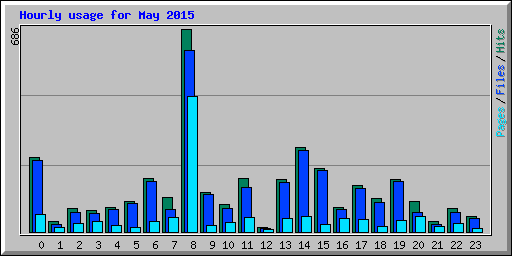 Hourly usage for May 2015
686
Pages/Files/Hits
0 1 2 3 4 5 6 7 8 9 10 11 12 13 14 15 16 17 18 19 20 21 22 23